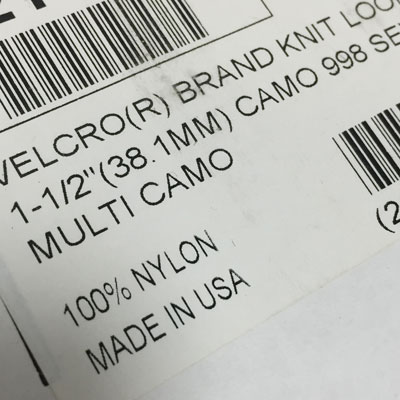 VELCRO(R) BRAND KNIT LOO
1-1/2"(38.1MM) CAMO 998 SE
MULTI CAMO
100% NYLON
MADE IN USA
(2